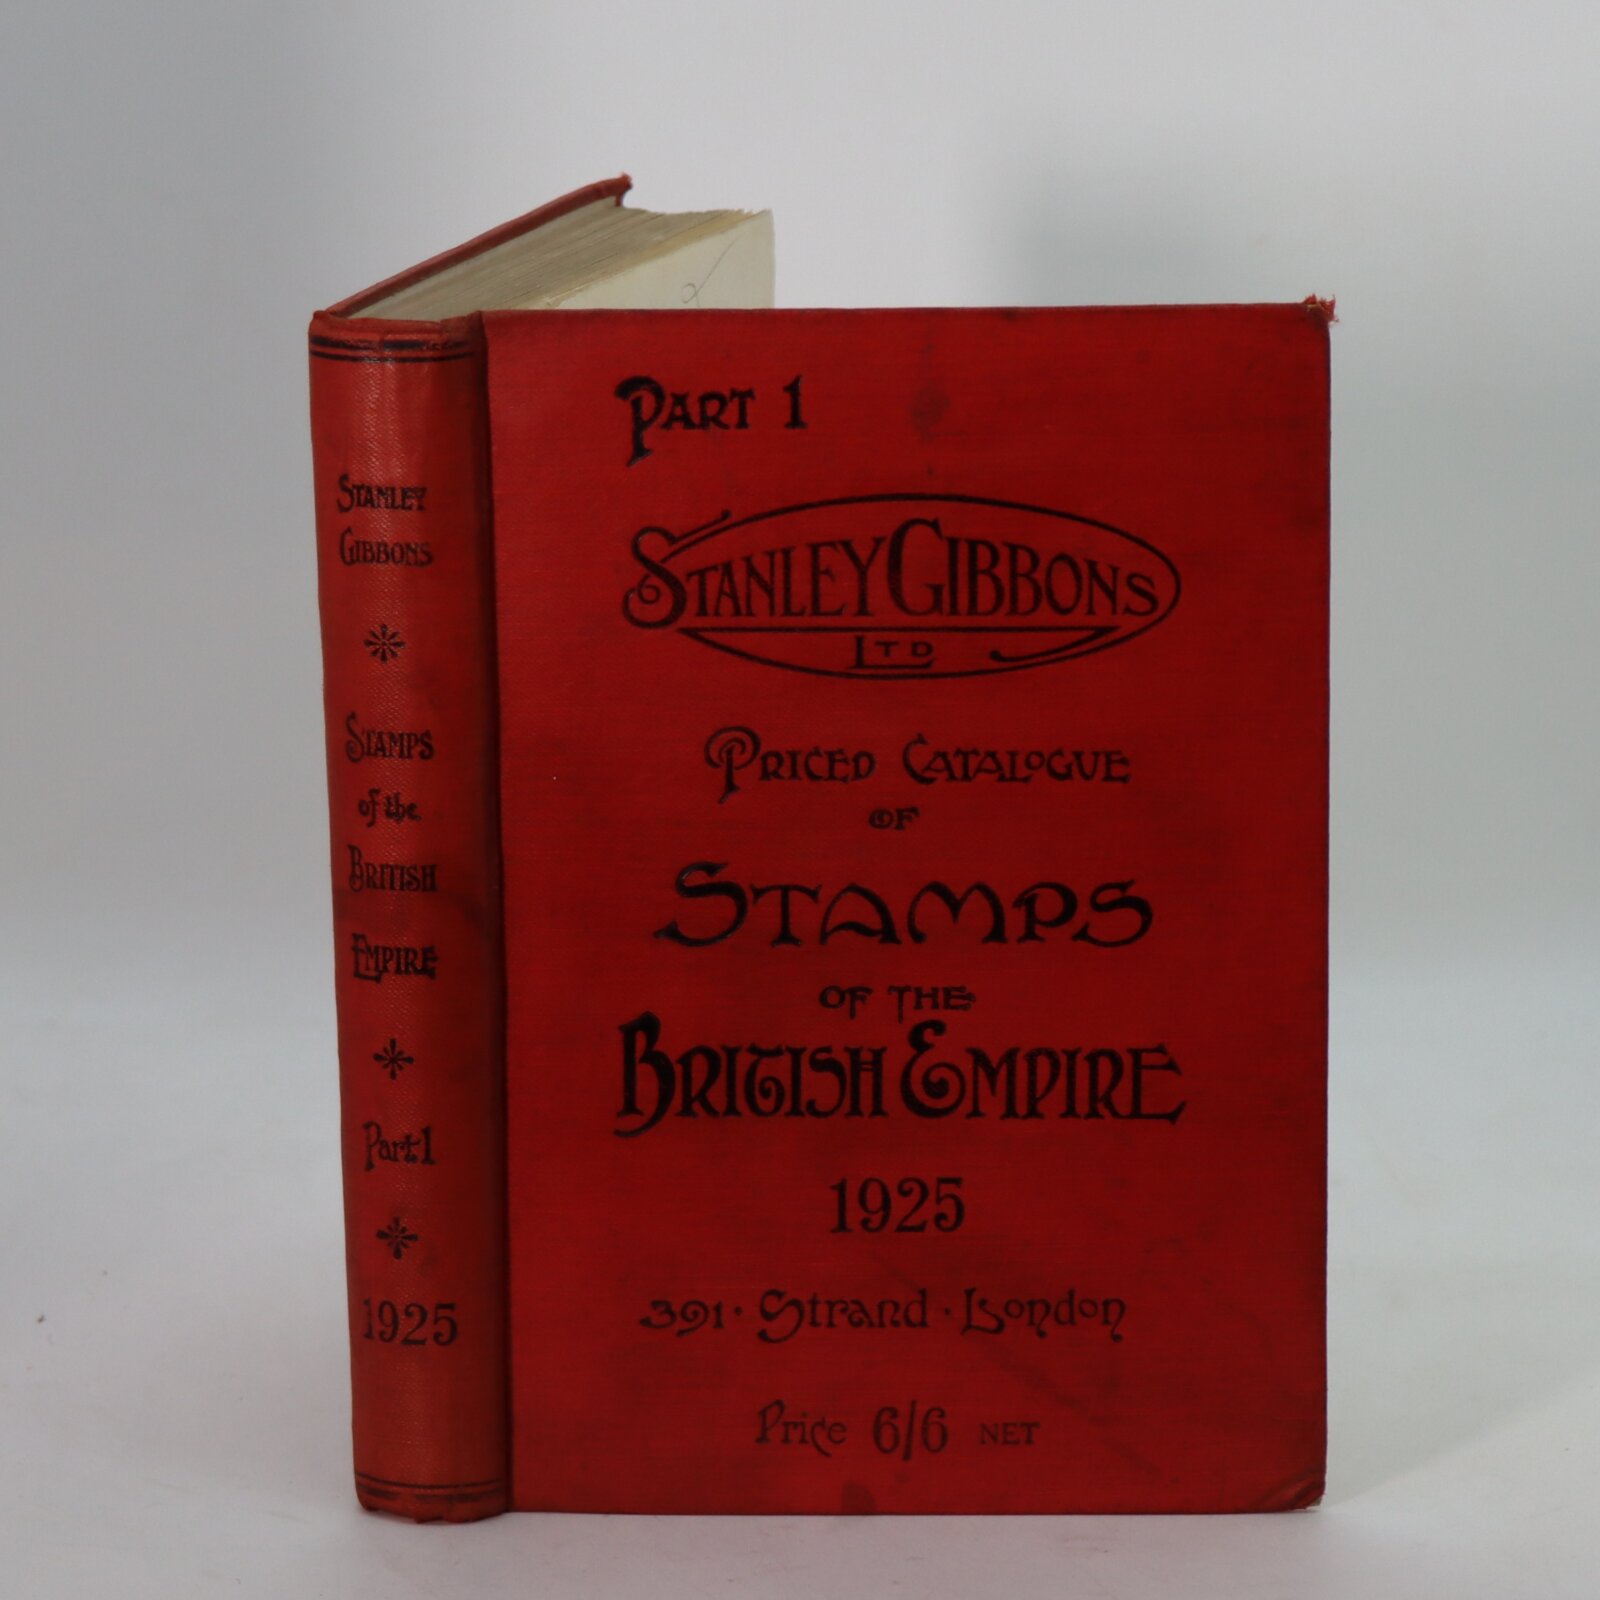 STANLEY
GIBBONS
STAMPS
of the
BRITISH
EMPIRE
Part 1
1925
PART 1
STANLEY GIBBONS
LTD
PRICED CATALOGUE
OF
STAMPS
OF THE
BRITISH EMPIRE
1925
391 · Strand · London
Price 6/6 NET